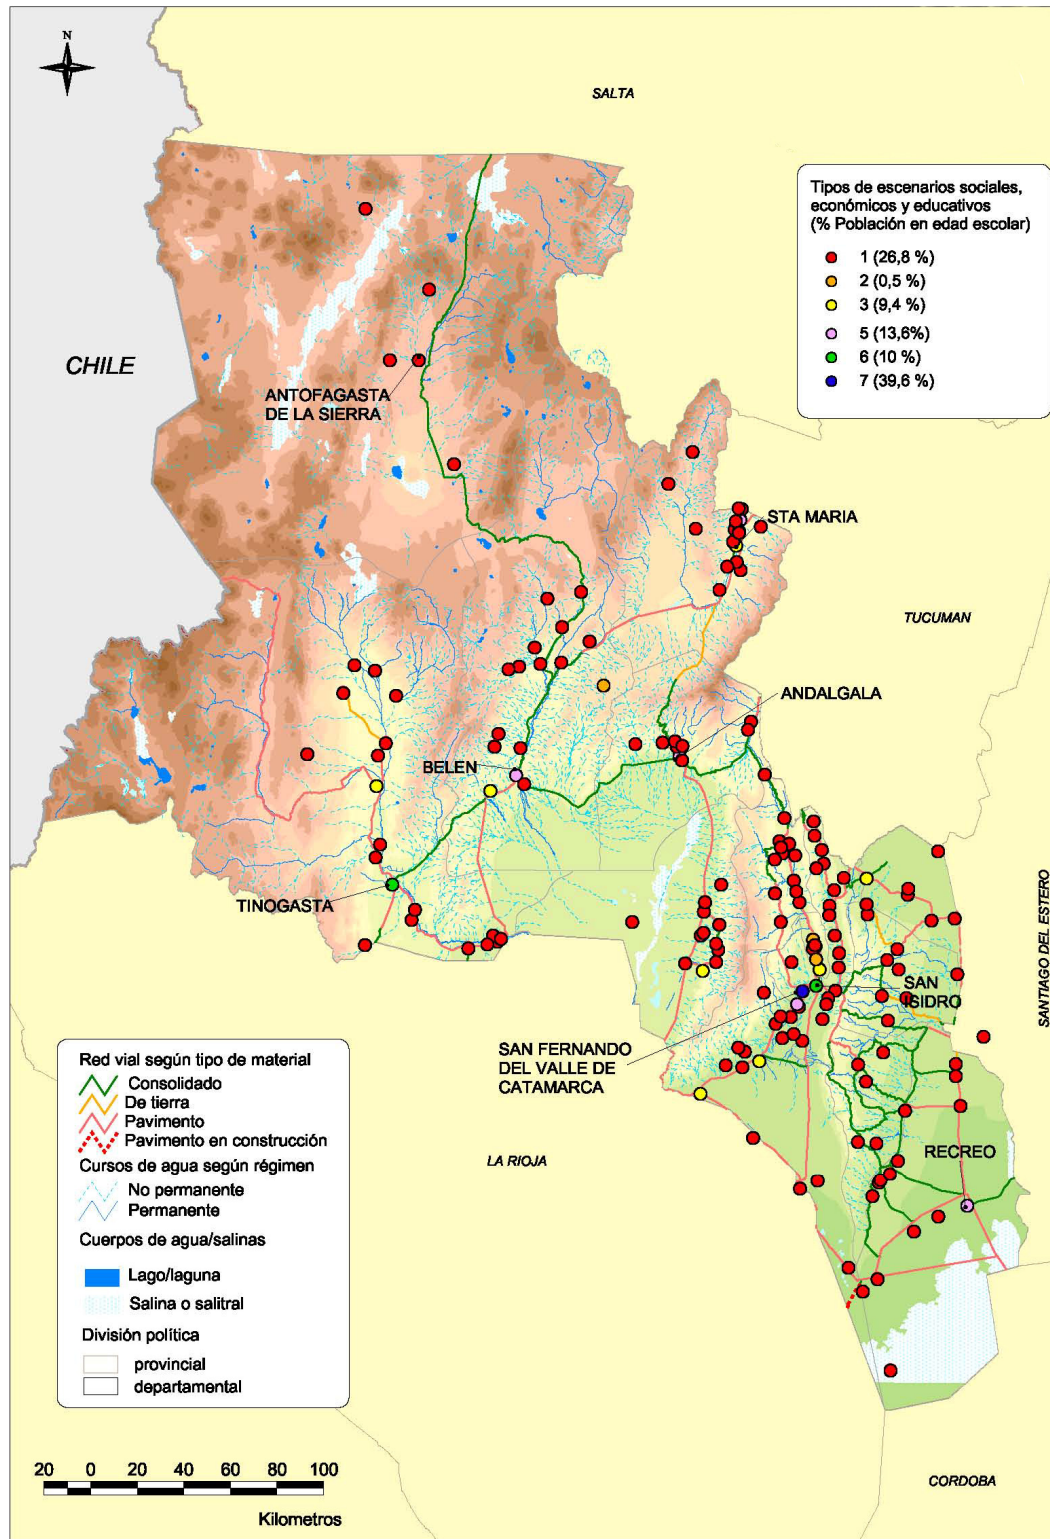 N
SALTA
Tipos de escenarios sociales,
económicos y educativos
(% Población en edad escolar)
1 (26,8 %)
2 (0,5 %)
3 (9,4 %)
5 (13,6%)
6 (10 %)
7 (39,6 %)
CHILE
ANTOFAGASTA
DE LA SIERRA
STA MARIA
TUCUMAN
ANDALGALA
BELEN
TINOGASTA
SANTIAGO DEL ESTERO
SAN
ISIDRO
SAN FERNANDO
DEL VALLE DE
CATAMARCA
Red vial según tipo de material
Consolidado
De tierra
Pavimento
Pavimento en construcción
Cursos de agua según régimen
No permanente
Permanente
Cuerpos de agua/salinas
Lago/laguna
Salina o salitral
División política
provincial
departamental
LA RIOJA
RECREO
20 0 20 40 60 80 100
Kilometros
CORDOBA